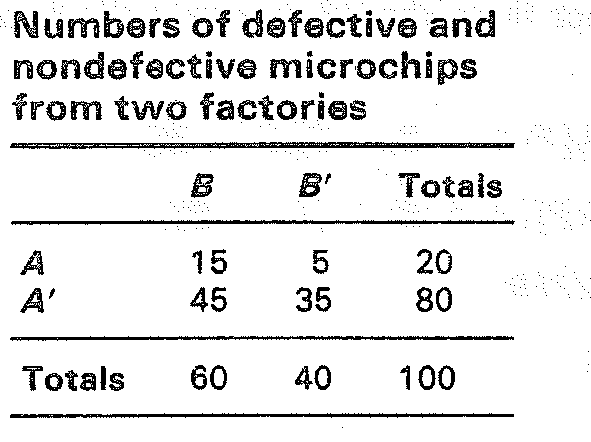 Numbers of defective and
nondefective microchips
from two factories
B B' Totals
A 15 5 20
A' 45 35 80
Totals 60 40 100